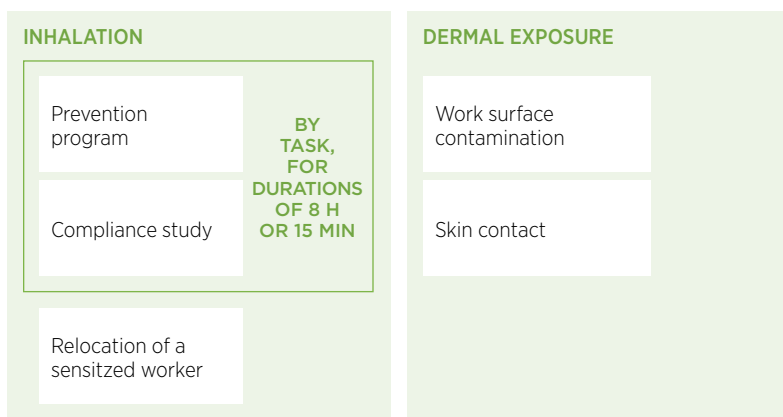 INHALATION
Prevention
program
Compliance study
BY
TASK,
FOR
DURATIONS
OF 8 H
OR 15 MIN
Relocation of a
sensitzed worker
DERMAL EXPOSURE
Work surface
contamination
Skin contact